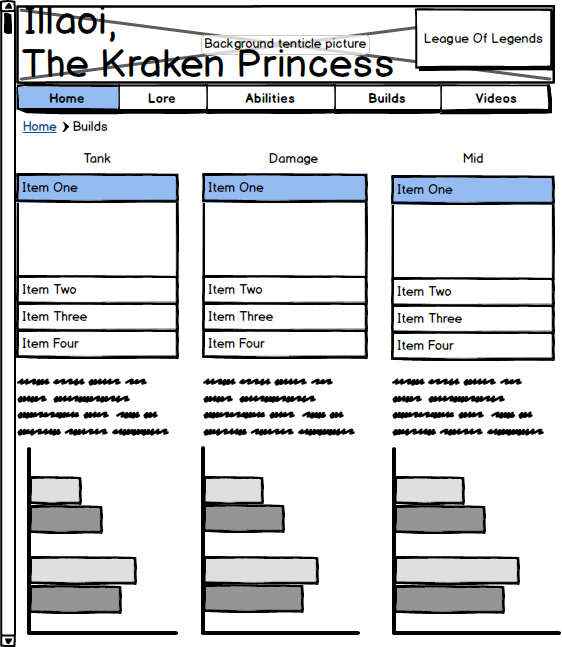 Illaoi,
The Kraken Princess
Background tenticle picture
League Of Legends
Home
Lore
Abilities
Builds
Videos
Home > Builds
Tank
Item One
Item Two
Item Three
Item Four
Damage
Item One
Item Two
Item Three
Item Four
Mid
Item One
Item Two
Item Three
Item Four